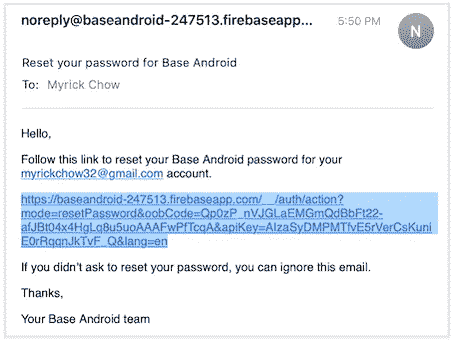 noreply@baseandroid-247513.firebaseapp... 5:50 PM
N
Reset your password for Base Android
To: Myrick Chow
Hello,
Follow this link to reset your Base Android password for your
myrickchow32@gmail.com account.
https://baseandroid-247513.firebaseapp.com/__/auth/action?
mode=resetPassword&oobCode=Qp0zP_nVJGLaEMGmQdBbFt22-
afJBt04x4HgLq8u5uoAAAFwPfTcqA&apiKey=AIzaSyDMPMTfvE5rVerCsKuni
E0rRqgnJkTvF_Q&lang=en
If you didn't ask to reset your password, you can ignore this email.
Thanks,
Your Base Android team